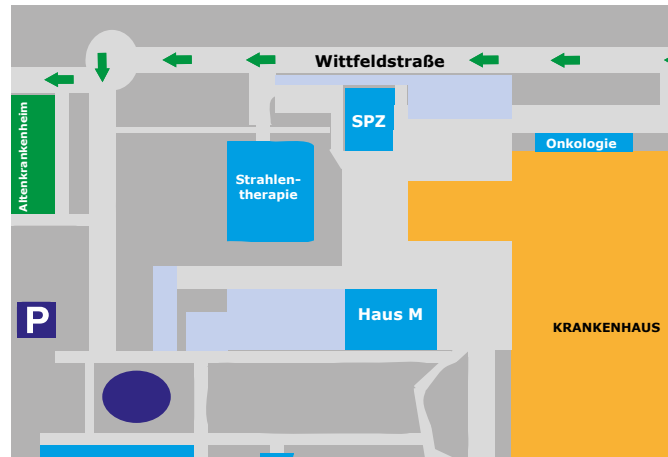 Wittfeldstraße
Altenkrankenheim
SPZ
Onkologie
Strahlen-
therapie
P
Haus M
KRANKENHAUS